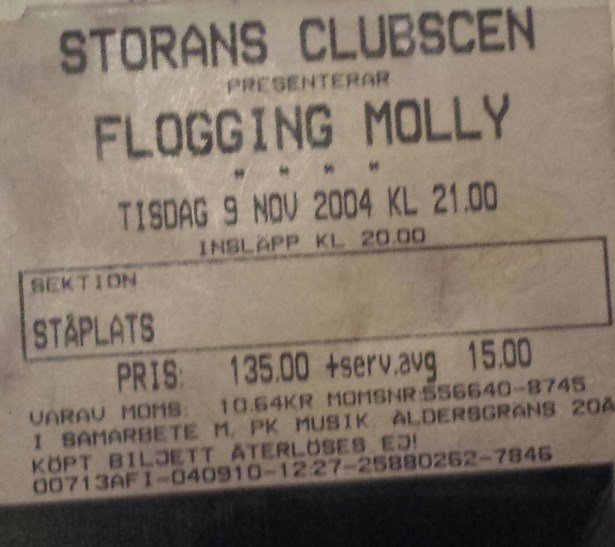 STORANS CLUBSCEN
PRESENTERAR
FLOGGING MOLLY
" " " "
TISDAG 9 NOV 2004 KL 21.00
INSLÄPP KL 20.00
SEKTION
STÅPLATS
PRIS: 135.00 +serv.avg 15.00
VARAV MOMS: 10.64KR MOMSNR:556640-8745
I SAMARBETE M. PK MUSIK ÅLDERSGRÄNS 20Å
KÖPT BILJETT ÅTERLÖSES EJ!
00713AFI-040910-12:27-25880262-7846